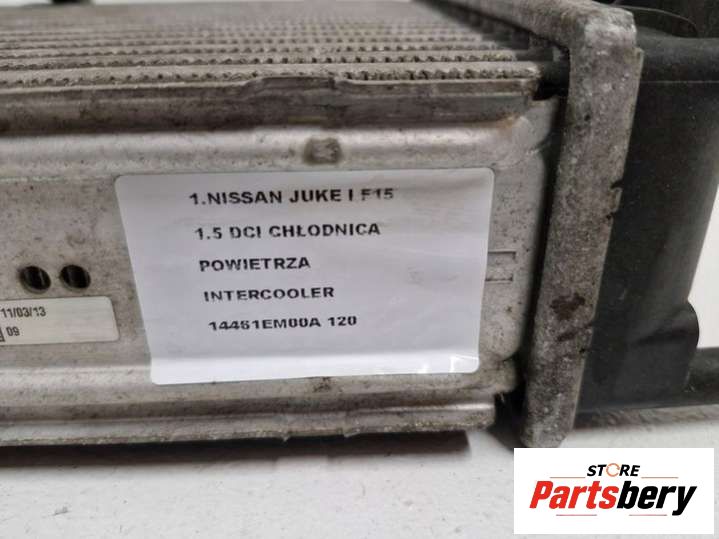 1.NISSAN JUKE I F15
1.5 DCI CHŁODNICA
POWIETRZA
INTERCOOLER
14461EM00A 120
11/03/13
09
STORE
Partsbery